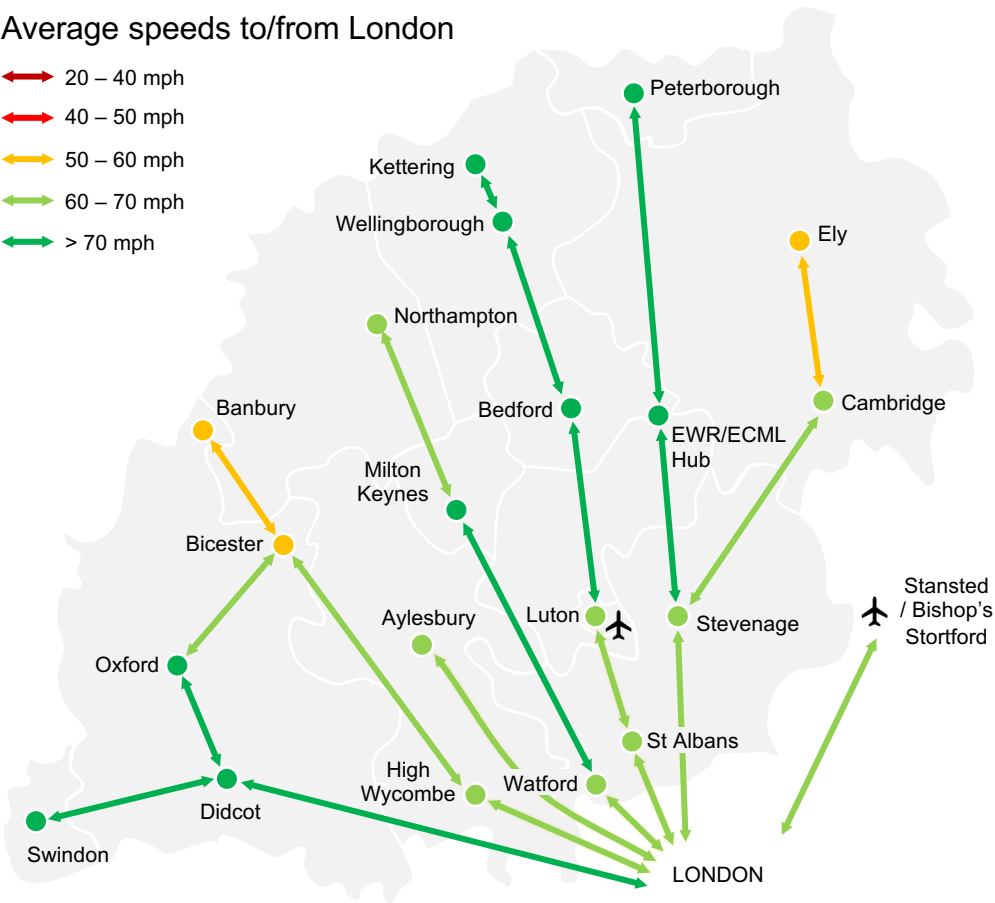 Average speeds to/from London
20 – 40 mph
40 – 50 mph
50 – 60 mph
60 – 70 mph
> 70 mph
Peterborough
Kettering
Wellingborough
Ely
Northampton
Banbury
Bedford
Cambridge
EWR/ECML
Hub
Milton
Keynes
Bicester
Aylesbury
Luton
Stevenage
Stansted
/ Bishop's
Stortford
Oxford
St Albans
High
Wycombe
Watford
Didcot
Swindon
LONDON